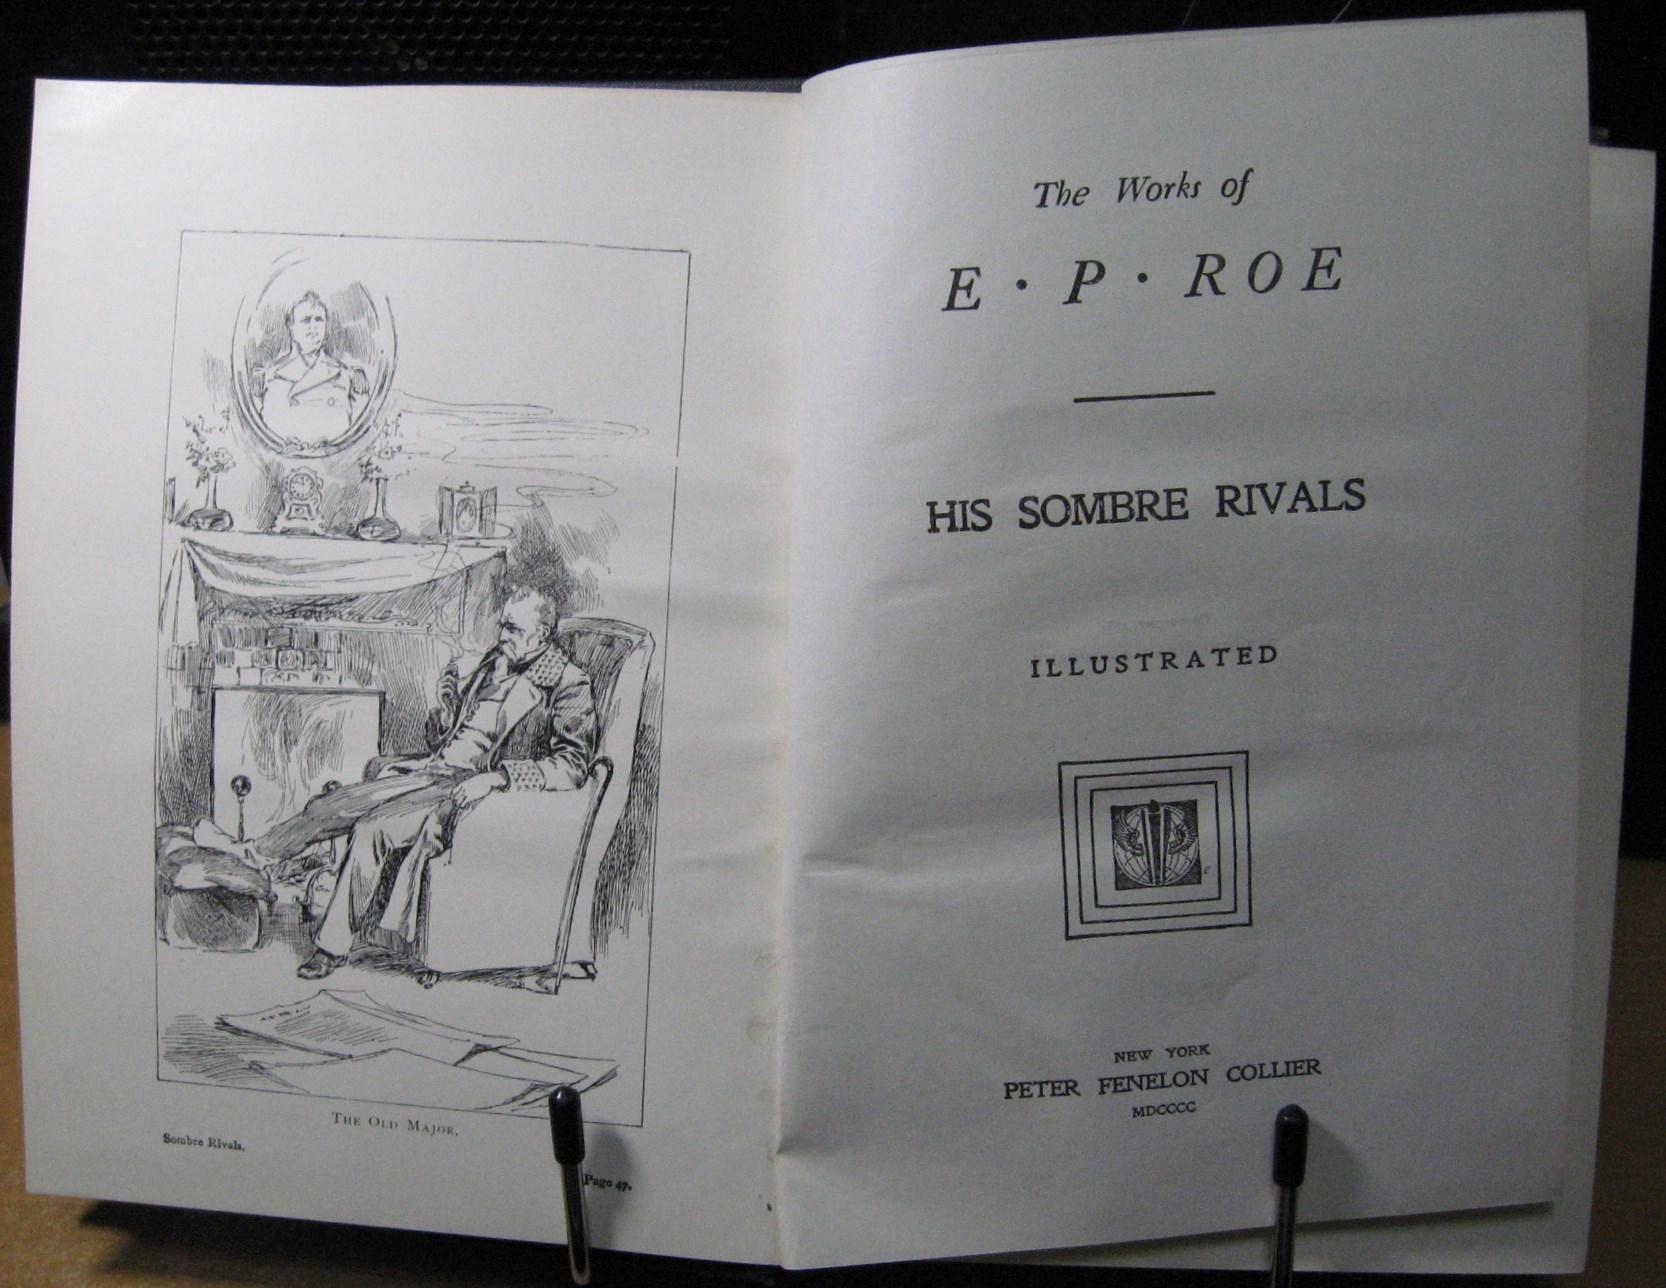 The Old Major.
Sombre Rivals.
Page 47.
The Works of
E · P · ROE
HIS SOMBRE RIVALS
ILLUSTRATED
NEW YORK
PETER FENELON COLLIER
MDCCCC